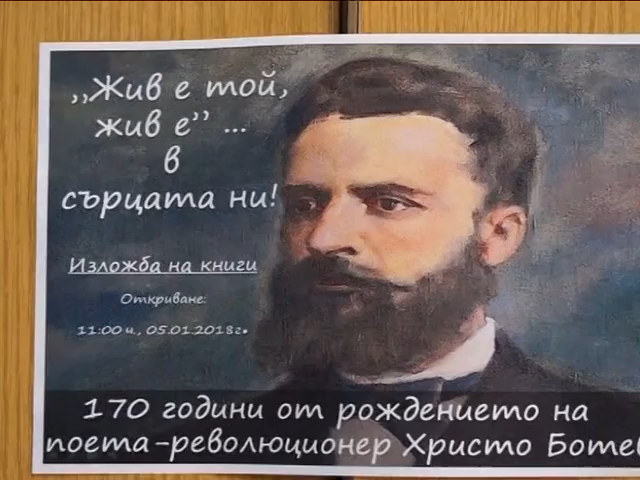 „Жив е той,
жив е” ...
в
сърцата ни!
Изложба на книги
Откриване:
11:00 ч., 05.01.2018г.
170 години от рождението на
поета-революционер Христо Ботев